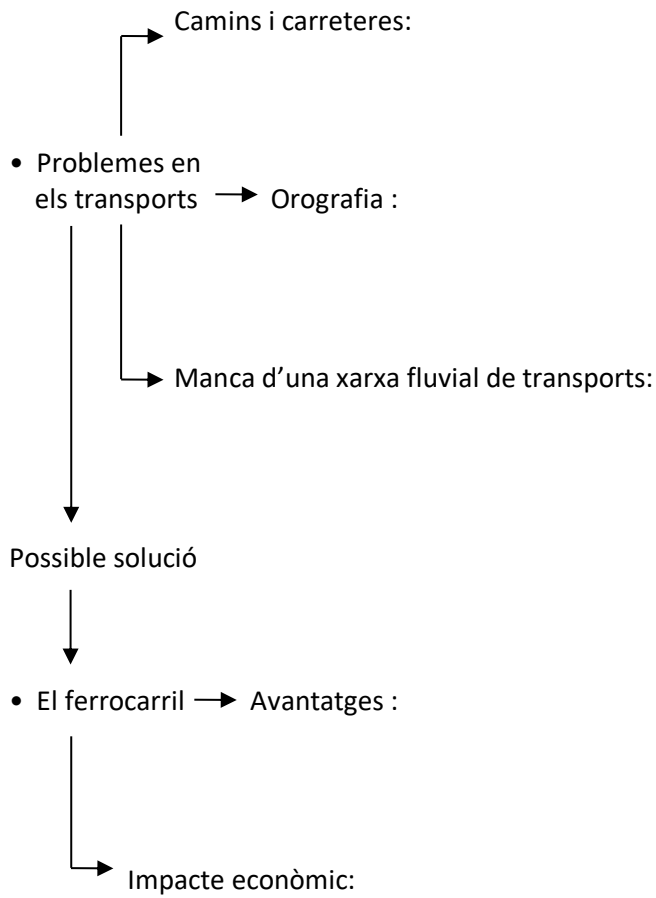 Camins i carreteres:
• Problemes en
els transports
Orografia :
Manca d’una xarxa fluvial de transports:
Possible solució
• El ferrocarril
Avantatges :
Impacte econòmic: